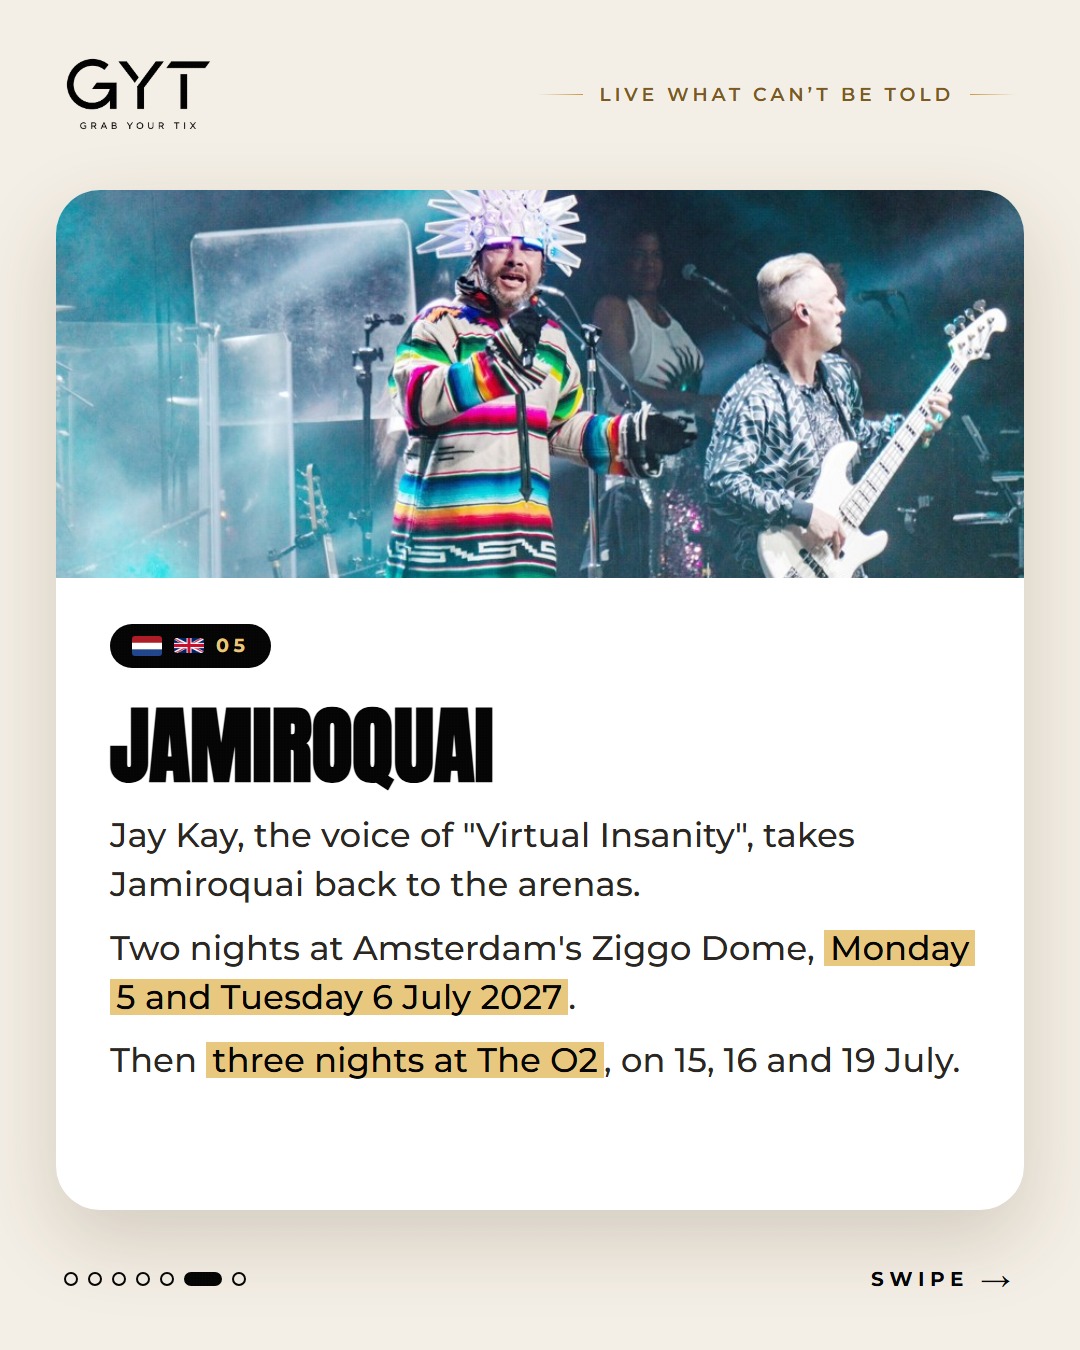 GYT
GRAB YOUR TIX
LIVE WHAT CAN’T BE TOLD
05
JAMIROQUAI
Jay Kay, the voice of "Virtual Insanity", takes
Jamiroquai back to the arenas.
Two nights at Amsterdam's Ziggo Dome, Monday
5 and Tuesday 6 July 2027.
Then three nights at The O2, on 15, 16 and 19 July.
SWIPE →